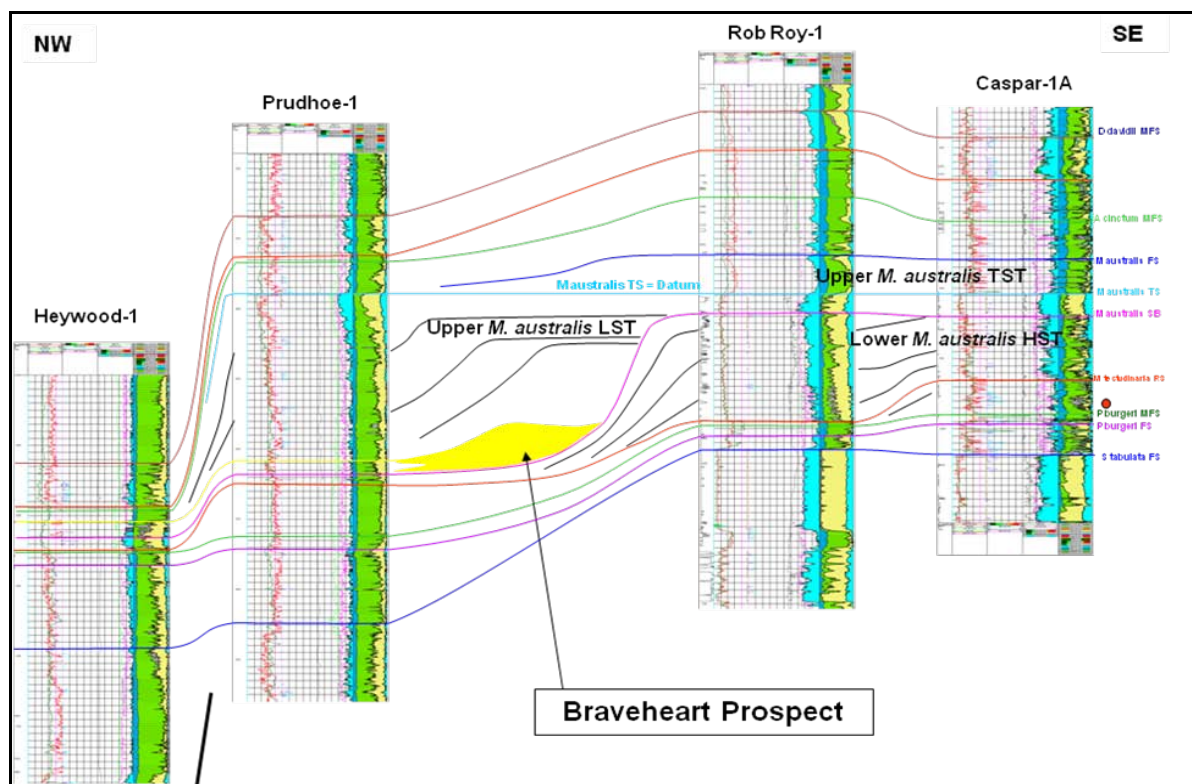 NW
SE
Rob Roy-1
Caspar-1A
Prudhoe-1
D davidii MFS
A cinctum MFS
M australis FS
Upper M. australis TST
Maustralis TS = Datum
M australis TS
Heywood-1
Upper M. australis LST
M australis SB
Lower M. australis HST
M testudinaria RS
P burgeri MFS
P burgeri FS
S tabulata FS
Braveheart Prospect